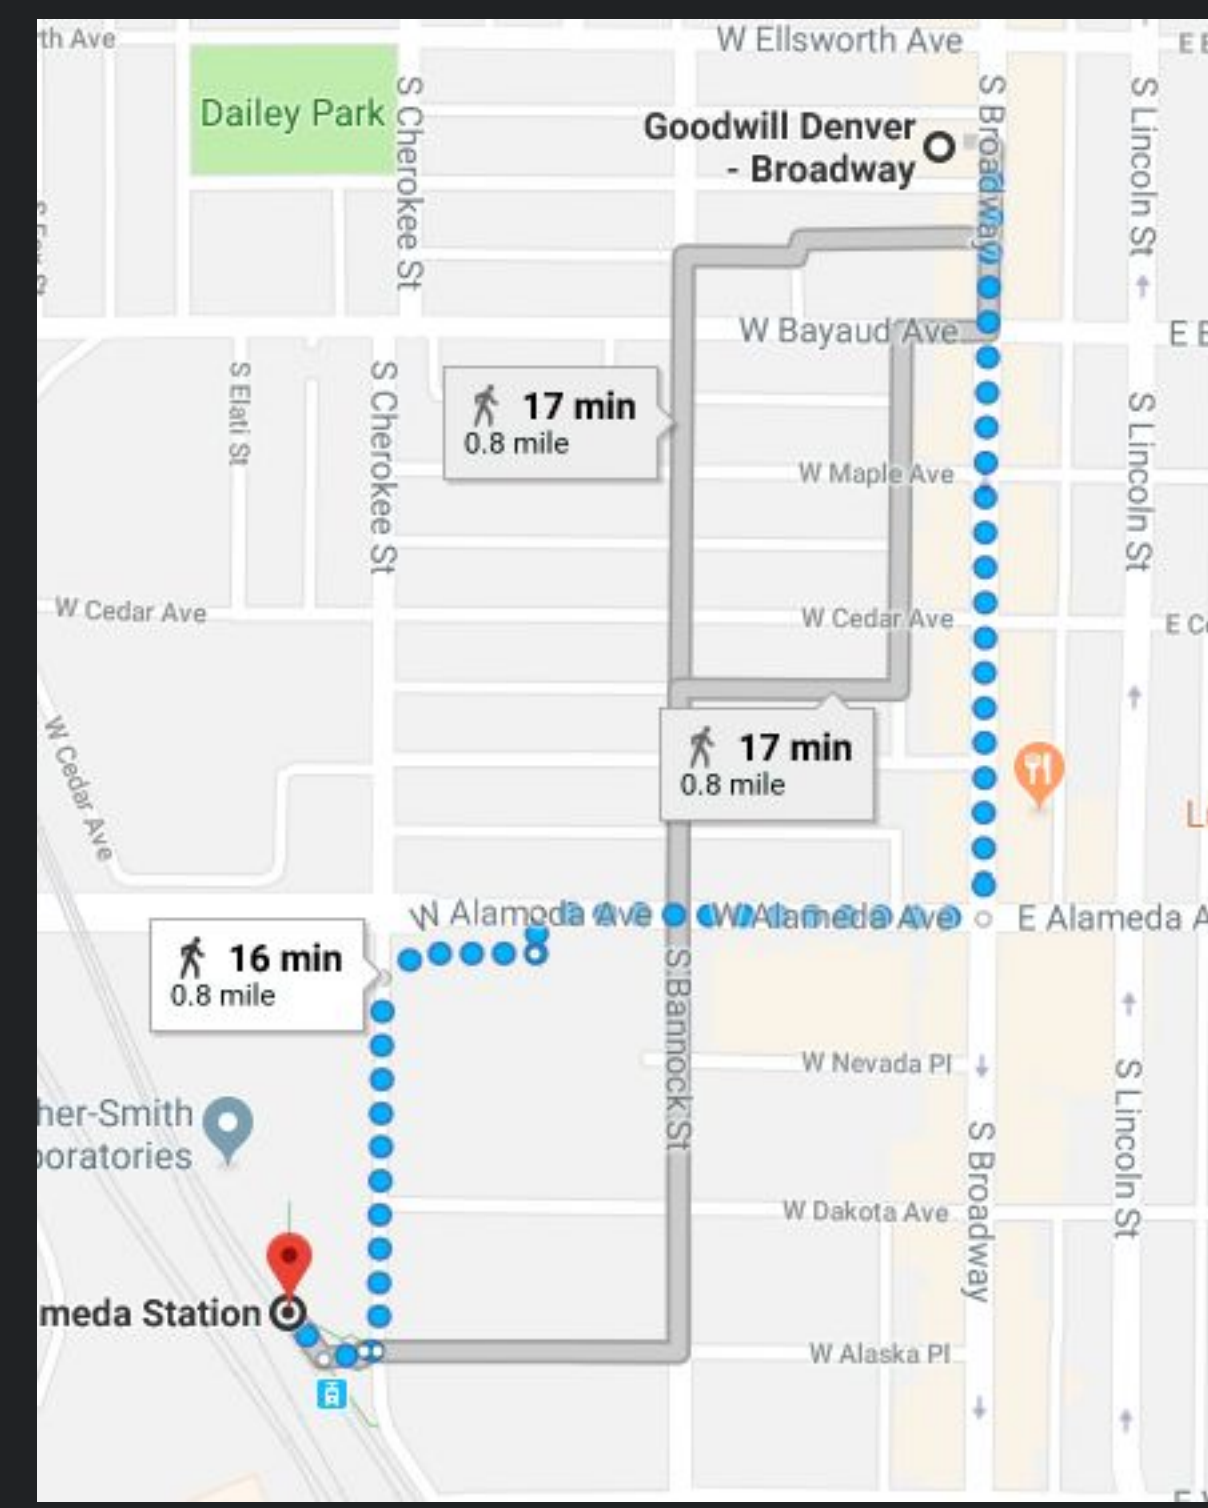 th Ave
W Ellsworth Ave
Dailey Park
S Cherokee St
S Broadway
S Lincoln St
Goodwill Denver
- Broadway
W Bayaud Ave
S Elati St
S Cherokee St
17 min
0.8 mile
W Maple Ave
S Lincoln St
W Cedar Ave
W Cedar Ave
W Cedar Ave
17 min
0.8 mile
W Alameda Ave
W Alameda Ave
E Alameda A
16 min
0.8 mile
S Bannock St
W Nevada Pl
her-Smith
oratories
S Broadway
S Lincoln St
W Dakota Ave
meda Station
W Alaska Pl